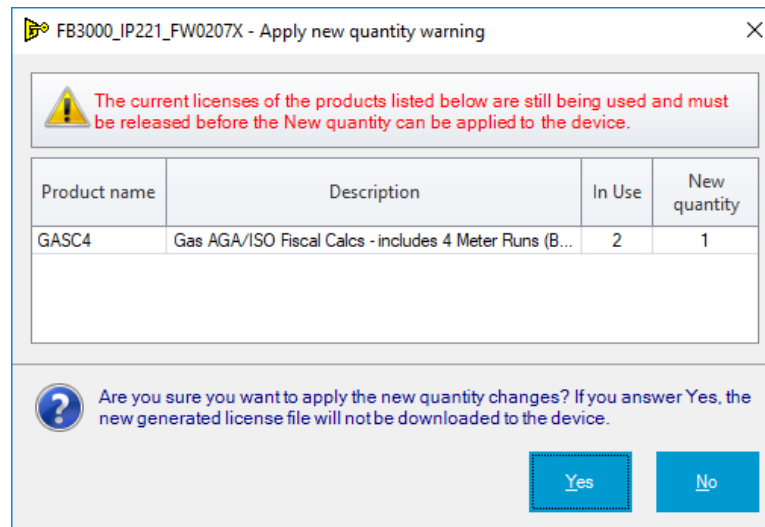 FB3000_IP221_FW0207X - Apply new quantity warning
The current licenses of the products listed below are still being used and must
be released before the New quantity can be applied to the device.
Product name Description In Use New quantity
GASC4 Gas AGA/ISO Fiscal Calcs - includes 4 Meter Runs (B... 2 1
Are you sure you want to apply the new quantity changes? If you answer Yes, the
new generated license file will not be downloaded to the device.
Yes No